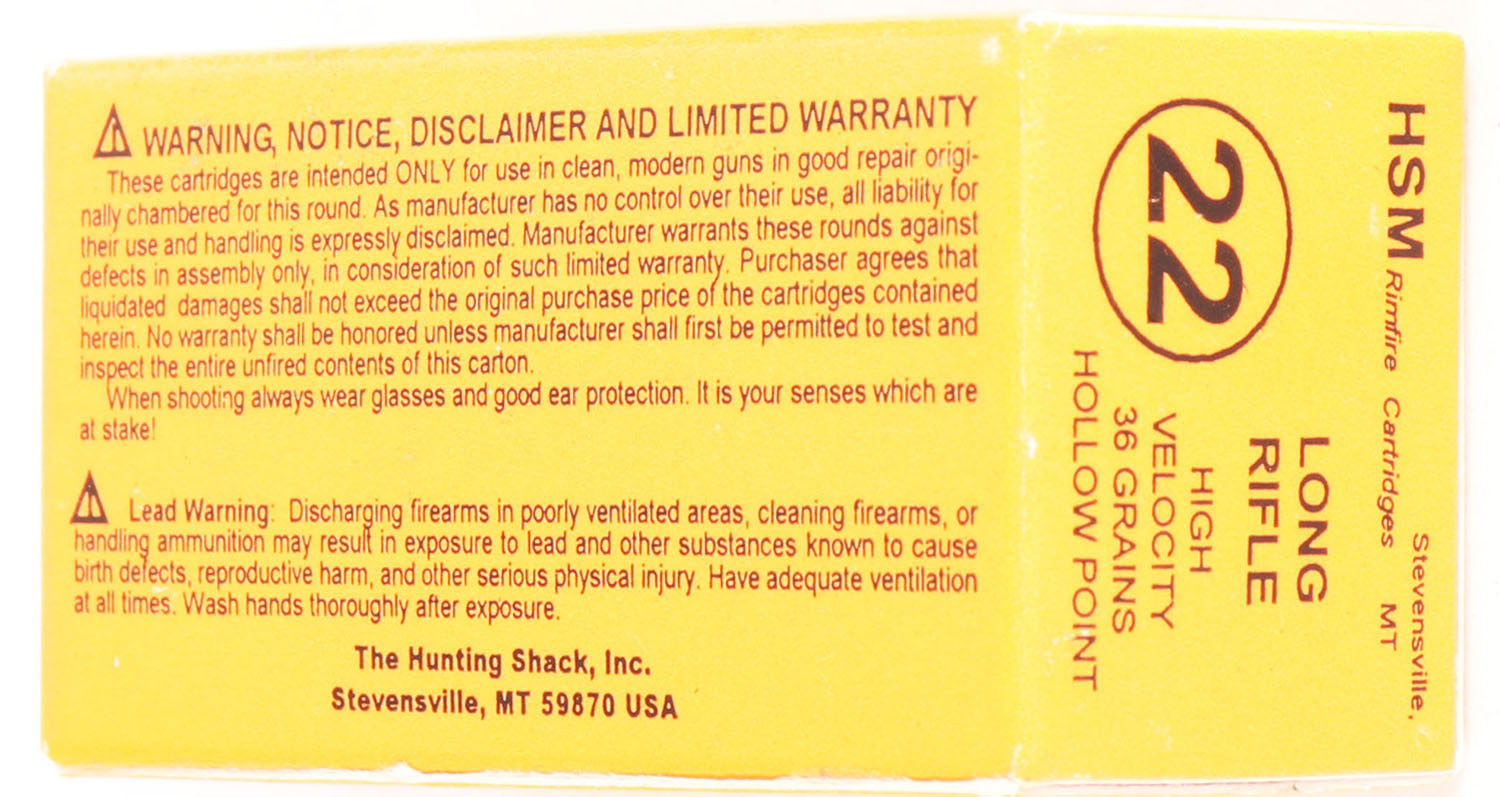 WARNING, NOTICE, DISCLAIMER AND LIMITED WARRANTY
These cartridges are intended ONLY for use in clean, modern guns in good repair origi-
nally chambered for this round. As manufacturer has no control over their use, all liability for
their use and handling is expressly disclaimed. Manufacturer warrants these rounds against
defects in assembly only, in consideration of such limited warranty. Purchaser agrees that
liquidated damages shall not exceed the original purchase price of the cartridges contained
herein. No warranty shall be honored unless manufacturer shall first be permitted to test and
inspect the entire unfired contents of this carton.
When shooting always wear glasses and good ear protection. It is your senses which are
at stake!
Lead Warning: Discharging firearms in poorly ventilated areas, cleaning firearms, or
handling ammunition may result in exposure to lead and other substances known to cause
birth defects, reproductive harm, and other serious physical injury. Have adequate ventilation
at all times. Wash hands thoroughly after exposure.
The Hunting Shack, Inc.
Stevensville, MT 59870 USA
HSM Rimfire Cartridges
Stevensville,
MT
22
LONG
RIFLE
HIGH
VELOCITY
36 GRAINS
HOLLOW POINT